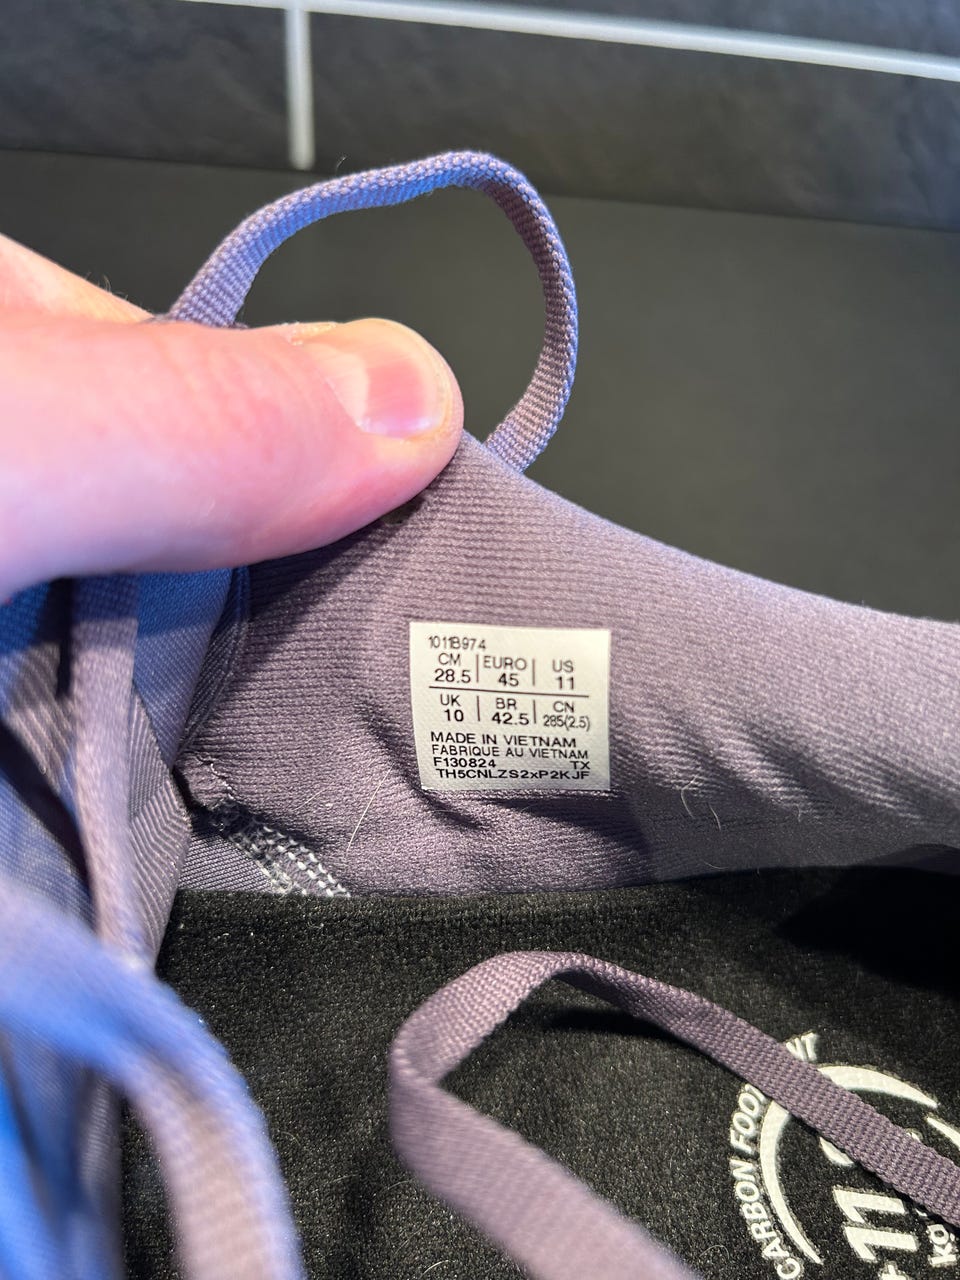 1011B974
CM EURO US
28.5 45 11
UK BR CN
10 42.5 285(2.5)
MADE IN VIETNAM
FABRIQUE AU VIETNAM
F130824 TX
TH5CNLZS2xP2KJF
CARBON